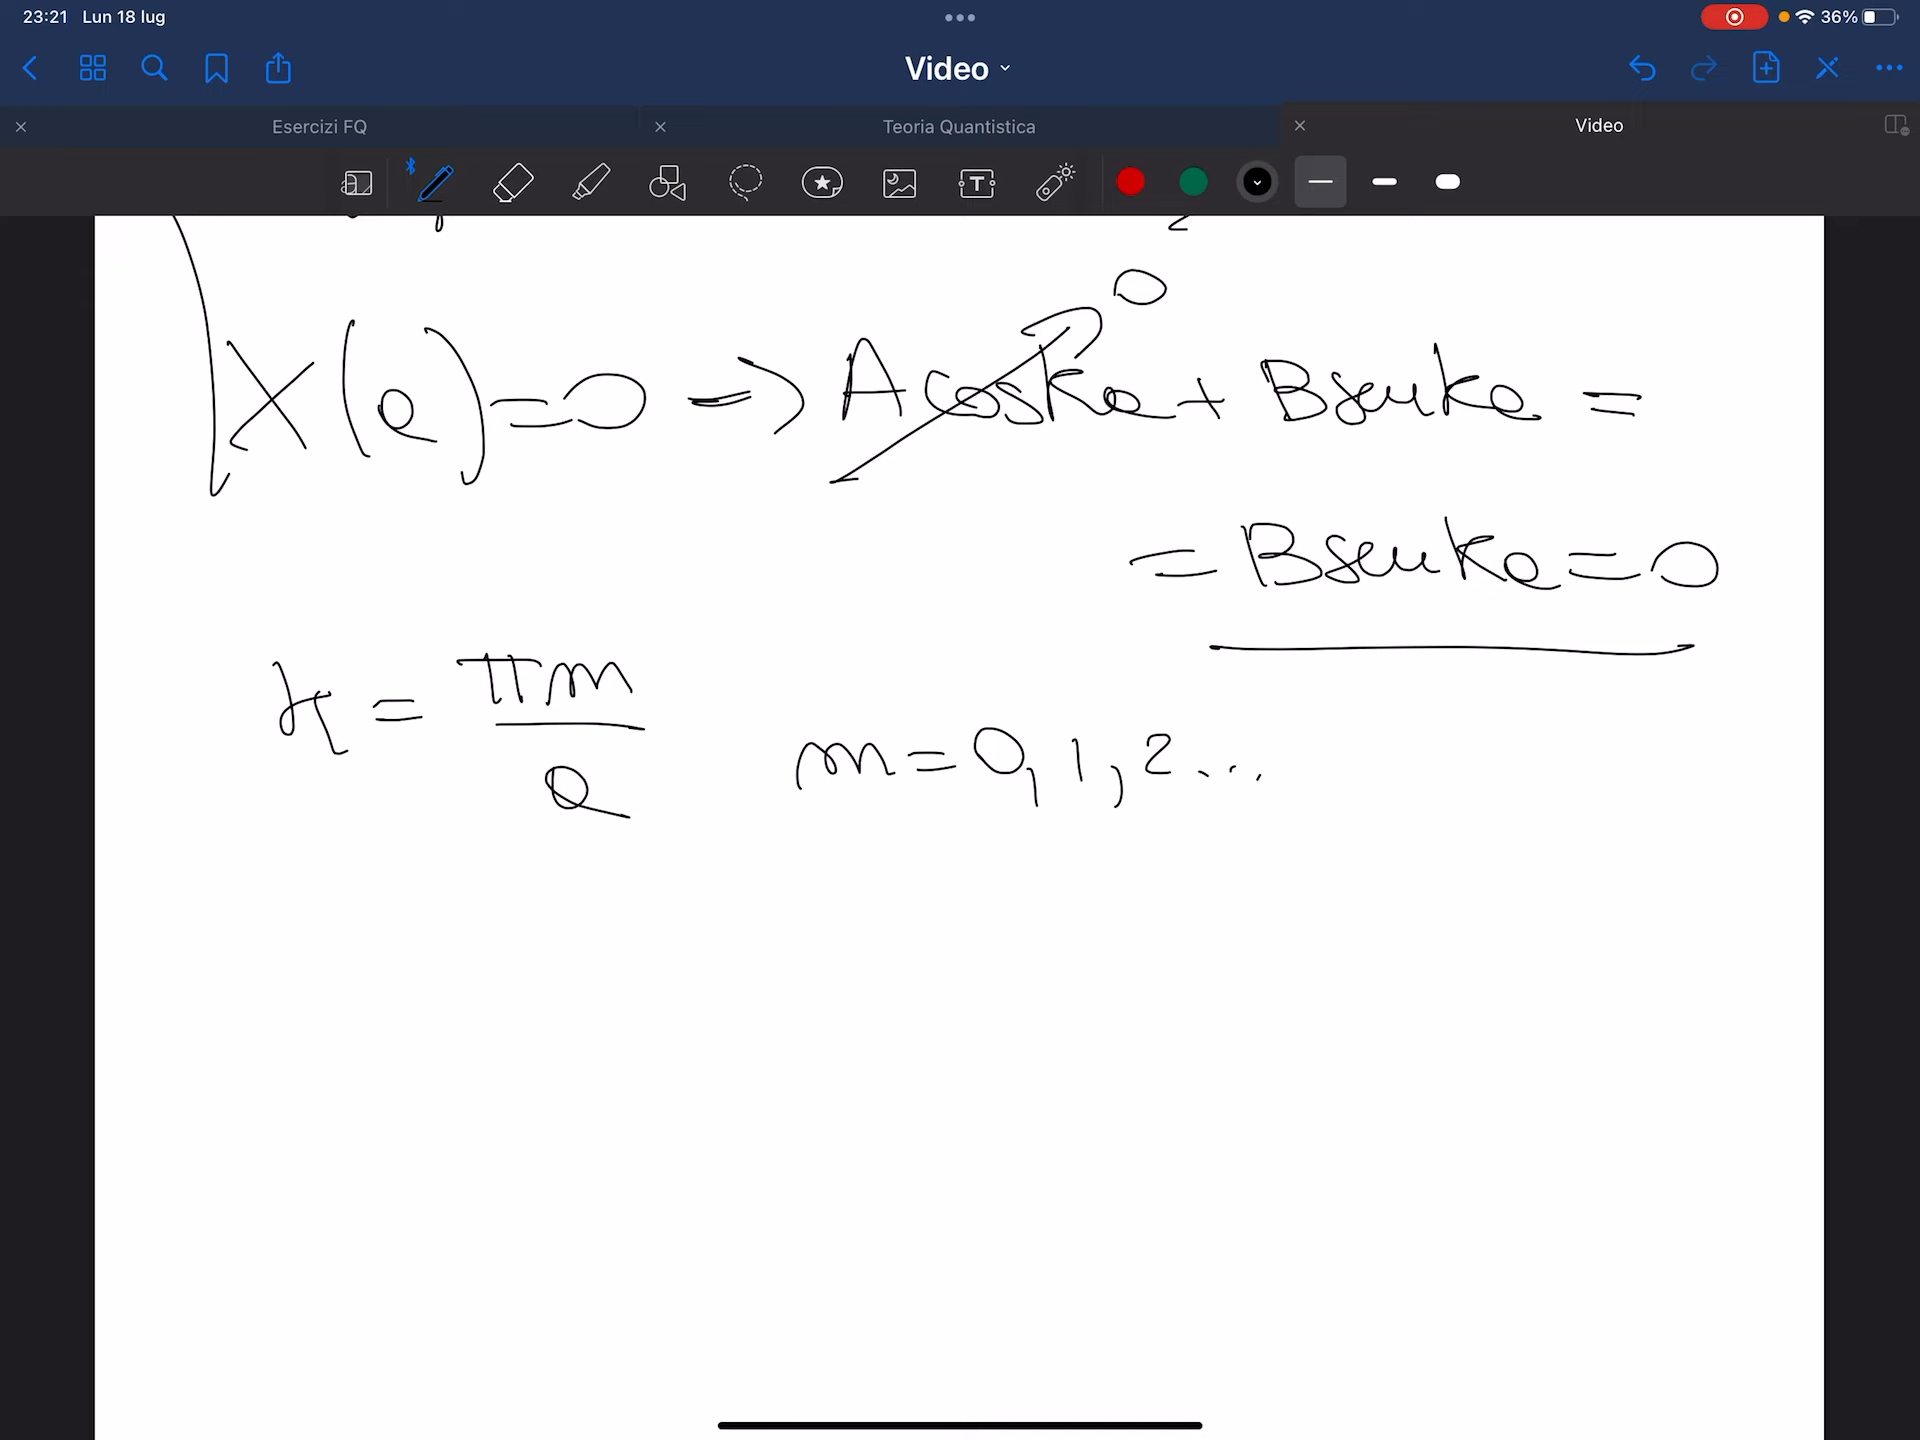 23:21 Lun 18 lug
36%
Video
Esercizi FQ
Teoria Quantistica
Video
T
2
0
X(a)=0 => A cos Ka + B sen ka =
= B sen ka = 0
K = πn / a
n = 0, 1, 2 ...